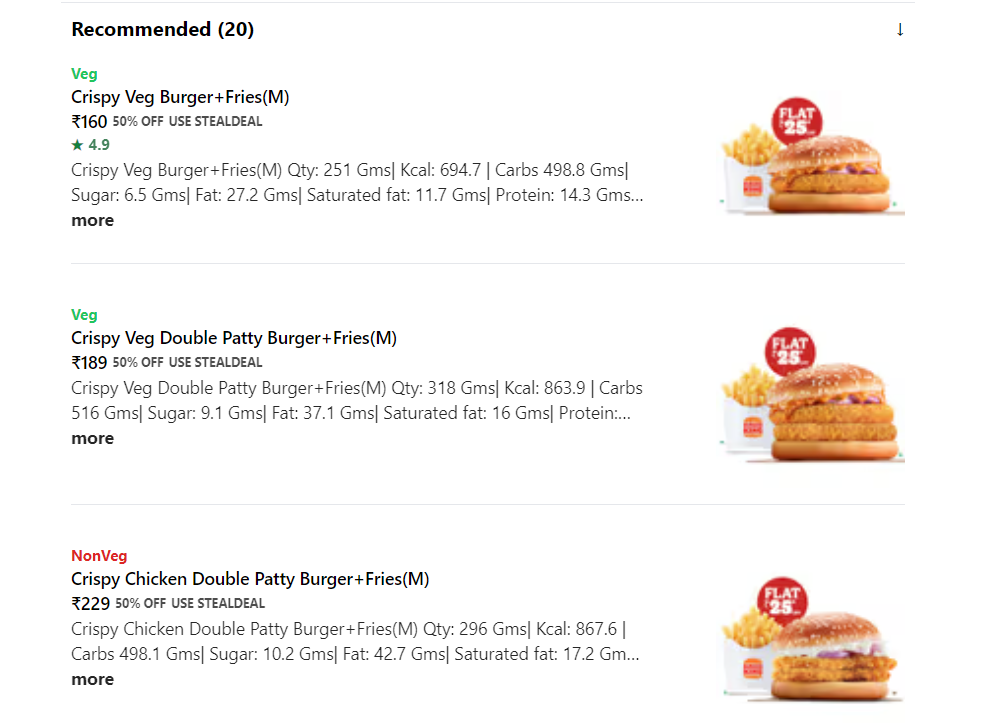 Recommended (20)
↓
Veg
Crispy Veg Burger+Fries(M)
₹160 50% OFF USE STEALDEAL
★ 4.9
Crispy Veg Burger+Fries(M) Qty: 251 Gms| Kcal: 694.7 | Carbs 498.8 Gms|
Sugar: 6.5 Gms| Fat: 27.2 Gms| Saturated fat: 11.7 Gms| Protein: 14.3 Gms...
more
FLAT
₹25
Veg
Crispy Veg Double Patty Burger+Fries(M)
₹189 50% OFF USE STEALDEAL
Crispy Veg Double Patty Burger+Fries(M) Qty: 318 Gms| Kcal: 863.9 | Carbs
516 Gms| Sugar: 9.1 Gms| Fat: 37.1 Gms| Saturated fat: 16 Gms| Protein:...
more
FLAT
₹25
NonVeg
Crispy Chicken Double Patty Burger+Fries(M)
₹229 50% OFF USE STEALDEAL
Crispy Chicken Double Patty Burger+Fries(M) Qty: 296 Gms| Kcal: 867.6 |
Carbs 498.1 Gms| Sugar: 10.2 Gms| Fat: 42.7 Gms| Saturated fat: 17.2 Gm...
more
FLAT
₹25